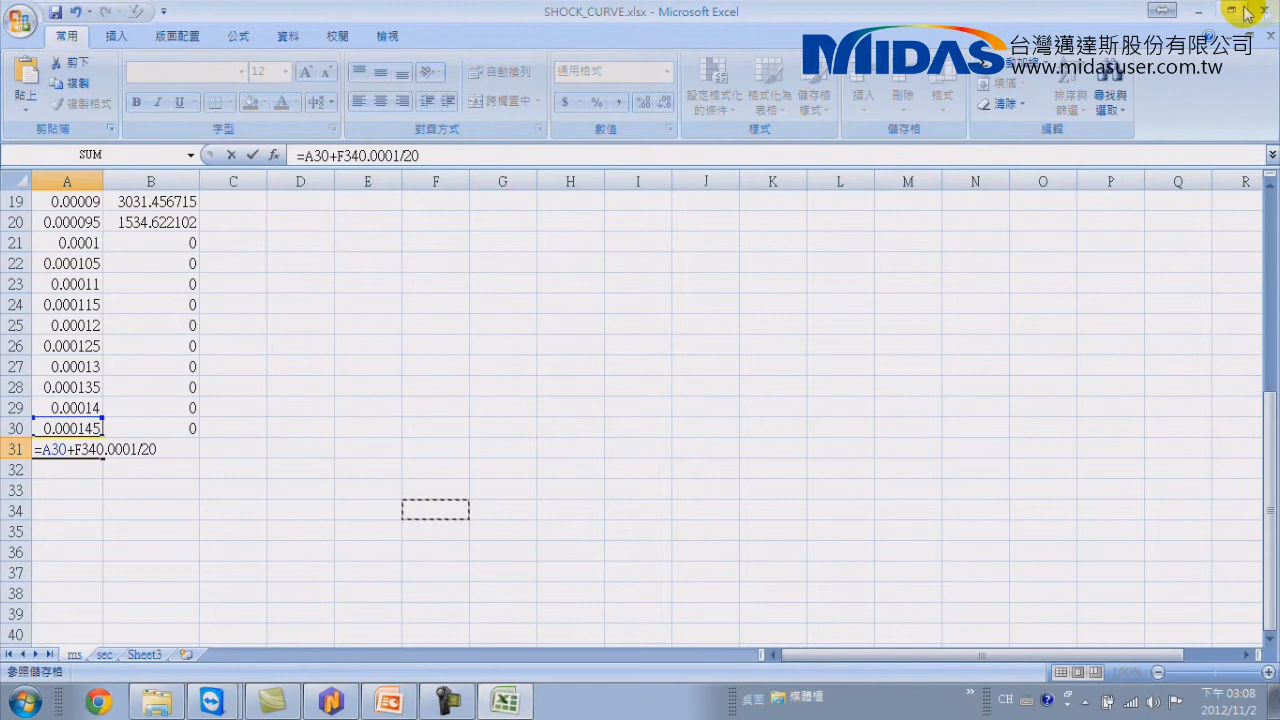 SHOCK_CURVE.xlsx - Microsoft Excel
常用 插入 版面配置 公式 資料 校閱 檢視
MIDAS 台灣邁達斯股份有限公司
www.midasuser.com.tw
貼上 剪下 複製 複製格式 剪貼簿
12 B I U 字型
自動換列 跨欄置中 對齊方式
通用格式 $ % , 數值
設定格式化的條件 格式化為表格 儲存格樣式 樣式
插入 刪除 格式 儲存格
填滿 清除 排序與篩選 尋找與選取 編輯
SUM =A30+F340.0001/20
A B C D E F G H I J K L M N O P Q R
19 0.00009 3031.456715
20 0.000095 1534.622102
21 0.0001 0
22 0.000105 0
23 0.00011 0
24 0.000115 0
25 0.00012 0
26 0.000125 0
27 0.00013 0
28 0.000135 0
29 0.00014 0
30 0.000145 0
31 =A30+F340.0001/20
32
33
34
35
36
37
38
39
40
ms sec Sheet3
參照儲存格 100%
桌面 媒體櫃 CH 下午 03:08
2012/11/2